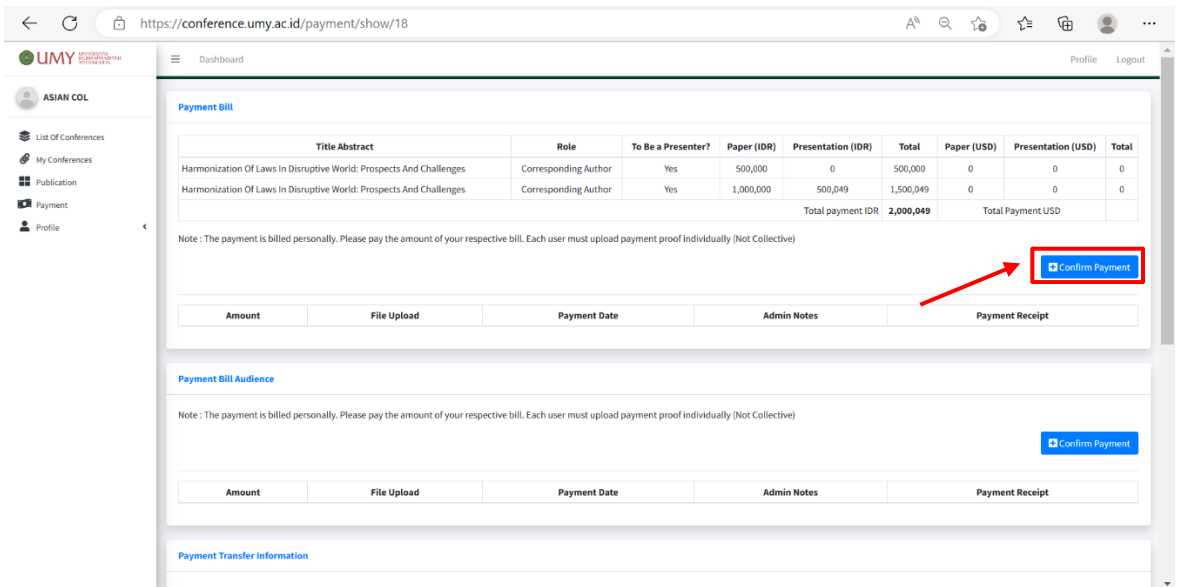 https://conference.umy.ac.id/payment/show/18
UMY UNIVERSITAS MUHAMMADIYAH YOGYAKARTA
Dashboard Profile Logout
ASIAN COL
List Of Conferences
My Conferences
Publication
Payment
Profile
Payment Bill
Title Abstract Role To Be a Presenter? Paper (IDR) Presentation (IDR) Total Paper (USD) Presentation (USD) Total
Harmonization Of Laws In Disruptive World: Prospects And Challenges Corresponding Author Yes 500,000 0 500,000 0 0 0
Harmonization Of Laws In Disruptive World: Prospects And Challenges Corresponding Author Yes 1,000,000 500,049 1,500,049 0 0 0
Total payment IDR 2,000,049 Total Payment USD
Note : The payment is billed personally. Please pay the amount of your respective bill. Each user must upload payment proof individually (Not Collective)
Confirm Payment
Amount File Upload Payment Date Admin Notes Payment Receipt
Payment Bill Audience
Note : The payment is billed personally. Please pay the amount of your respective bill. Each user must upload payment proof individually (Not Collective)
Confirm Payment
Amount File Upload Payment Date Admin Notes Payment Receipt
Payment Transfer Information